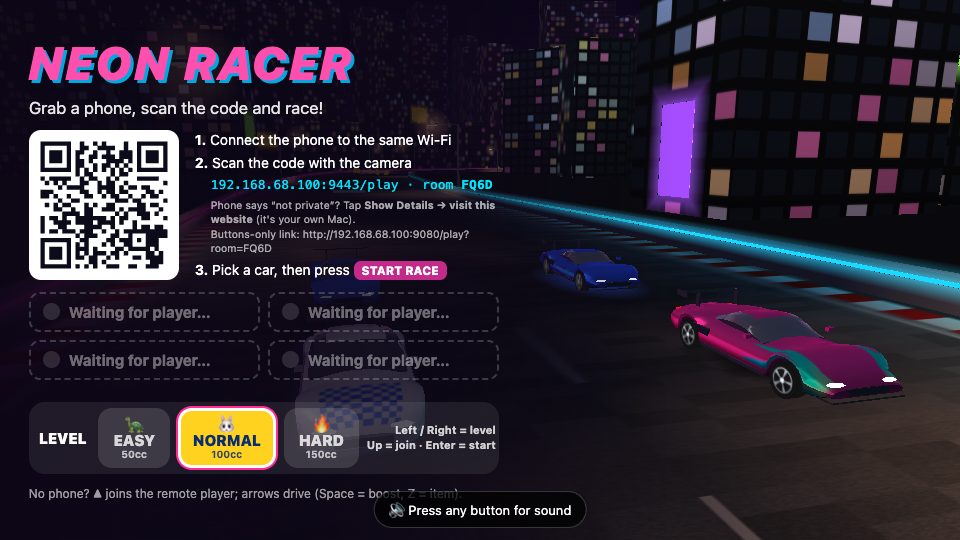 NEON RACER
Grab a phone, scan the code and race!
1. Connect the phone to the same Wi-Fi
2. Scan the code with the camera
192.168.68.100:9443/play · room FQ6D
Phone says “not private”? Tap Show Details → visit this
website (it's your own Mac).
Buttons-only link: http://192.168.68.100:9080/play?
room=FQ6D
3. Pick a car, then press START RACE
Waiting for player...
Waiting for player...
Waiting for player...
Waiting for player...
LEVEL
EASY
50cc
NORMAL
100cc
HARD
150cc
Left / Right = level
Up = join · Enter = start
No phone? ▲ joins the remote player; arrows drive (Space = boost, Z = item).
Press any button for sound